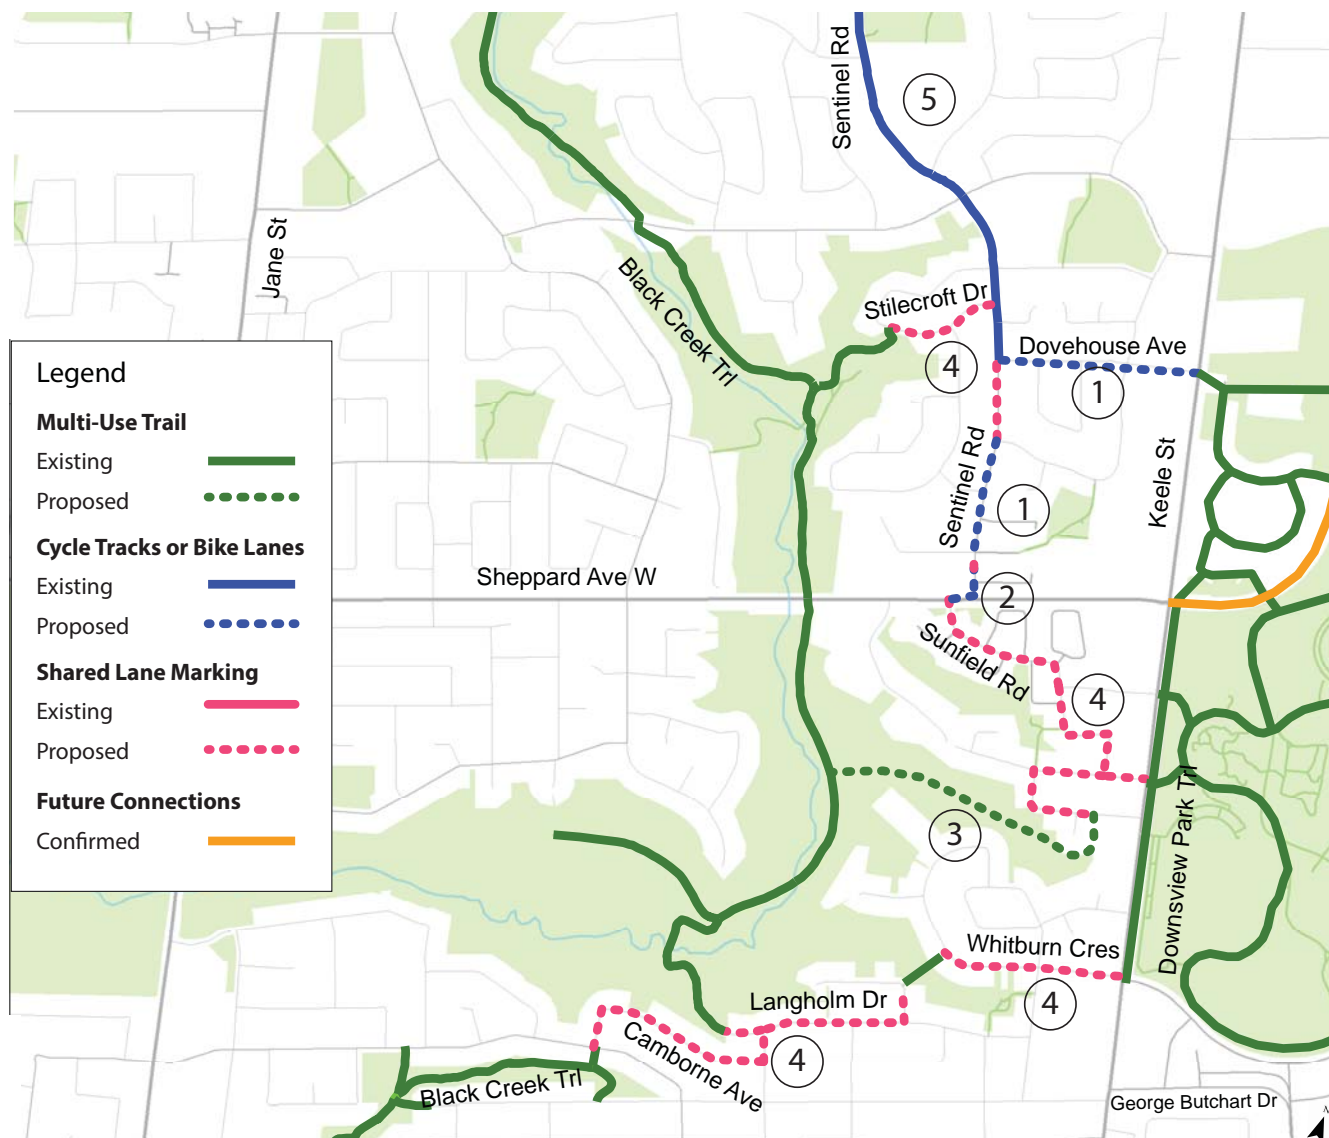 Sentinel Rd
5
Jane St
Black Creek Trl
Stilecroft Dr
4
Dovehouse Ave
1
Legend
Multi-Use Trail
Existing
Proposed
Cycle Tracks or Bike Lanes
Existing
Proposed
Shared Lane Marking
Existing
Proposed
Future Connections
Confirmed
Sentinel Rd
1
Keele St
Sheppard Ave W
2
Sunfield Rd
4
3
Downsview Park Trl
Whitburn Cres
4
Langholm Dr
Camborne Ave
4
Black Creek Trl
George Butchart Dr